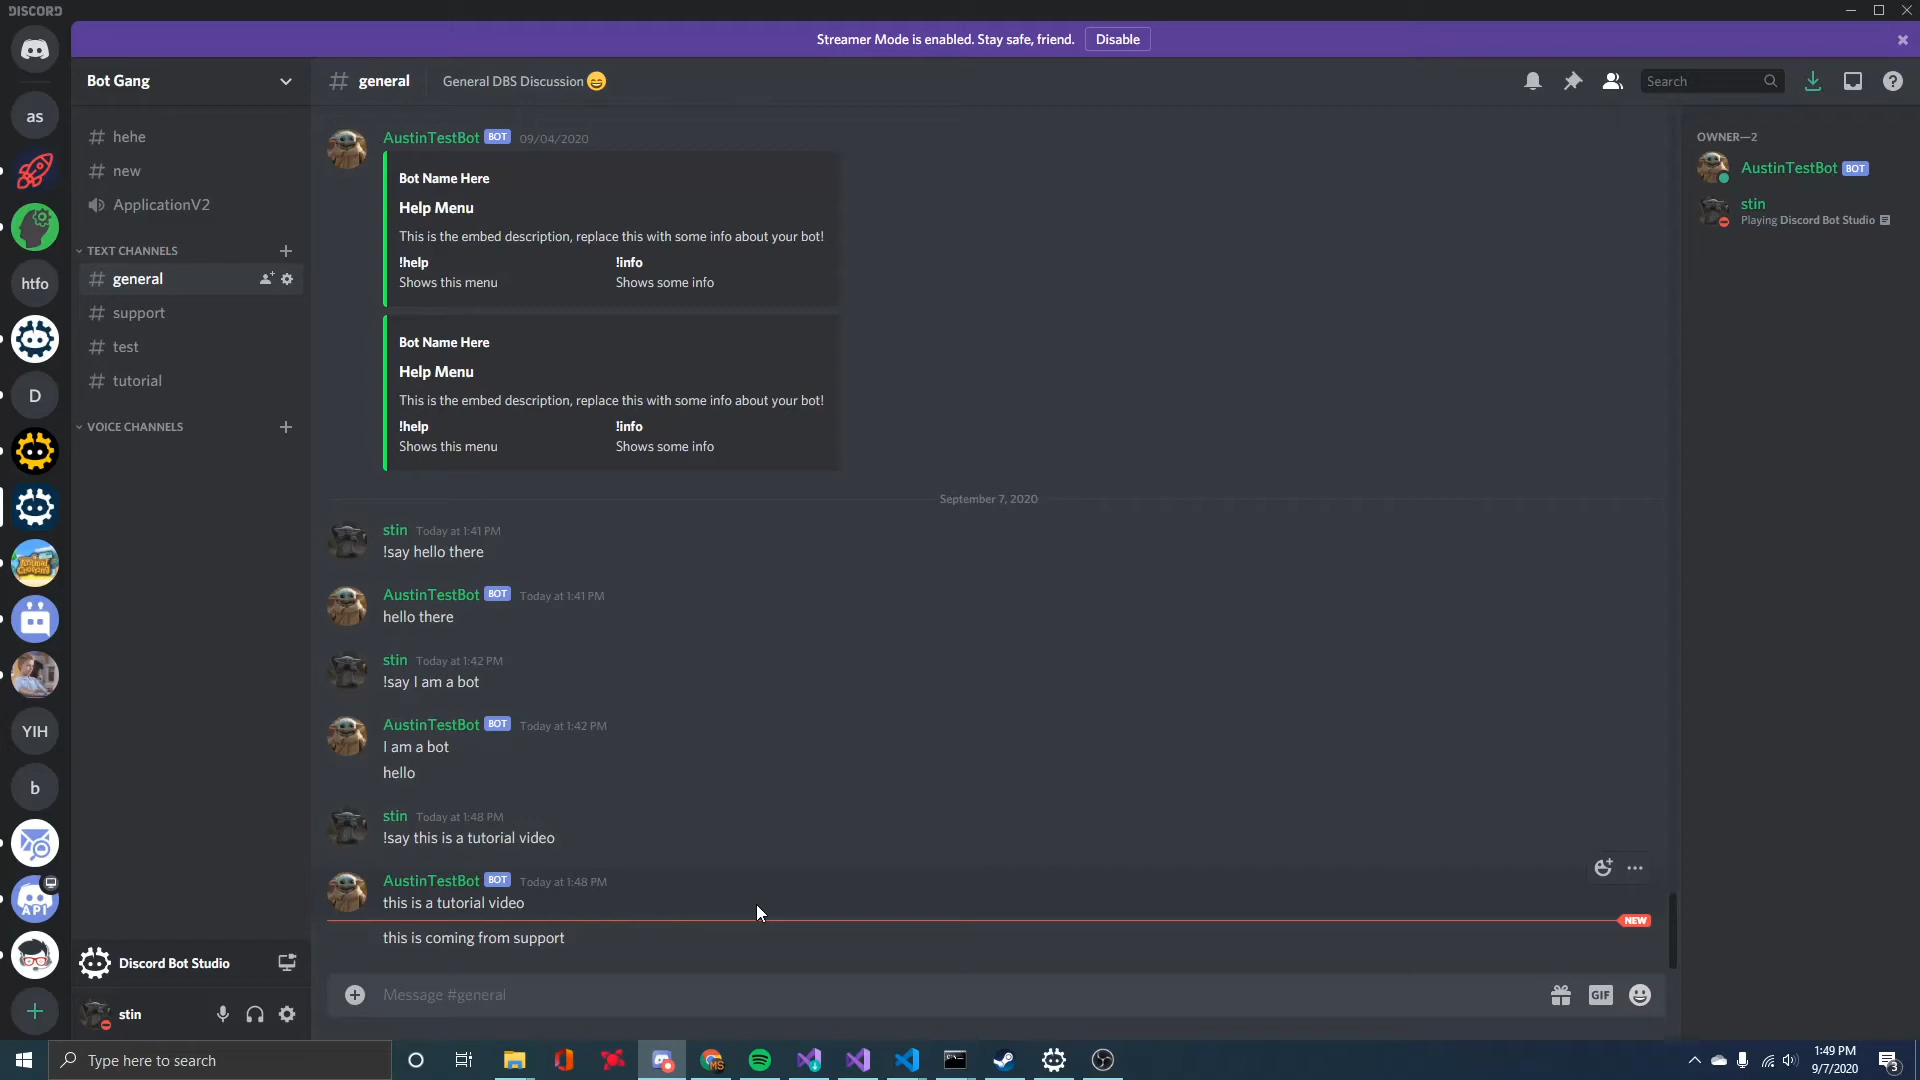 DISCORD
Streamer Mode is enabled. Stay safe, friend.
Disable
Bot Gang
general
General DBS Discussion
Search
as
hehe
new
ApplicationV2
TEXT CHANNELS
general
support
test
tutorial
VOICE CHANNELS
htfo
D
YIH
b
API
AustinTestBot BOT 09/04/2020
Bot Name Here
Help Menu
This is the embed description, replace this with some info about your bot!
!help !info
Shows this menu Shows some info
Bot Name Here
Help Menu
This is the embed description, replace this with some info about your bot!
!help !info
Shows this menu Shows some info
September 7, 2020
stin Today at 1:41 PM
!say hello there
AustinTestBot BOT Today at 1:41 PM
hello there
stin Today at 1:42 PM
!say I am a bot
AustinTestBot BOT Today at 1:42 PM
I am a bot
hello
stin Today at 1:48 PM
!say this is a tutorial video
AustinTestBot BOT Today at 1:48 PM
this is a tutorial video
NEW
this is coming from support
Message #general
GIF
OWNER—2
AustinTestBot BOT
stin
Playing Discord Bot Studio
Discord Bot Studio
stin
Type here to search
MS
1:49 PM
9/7/2020
3